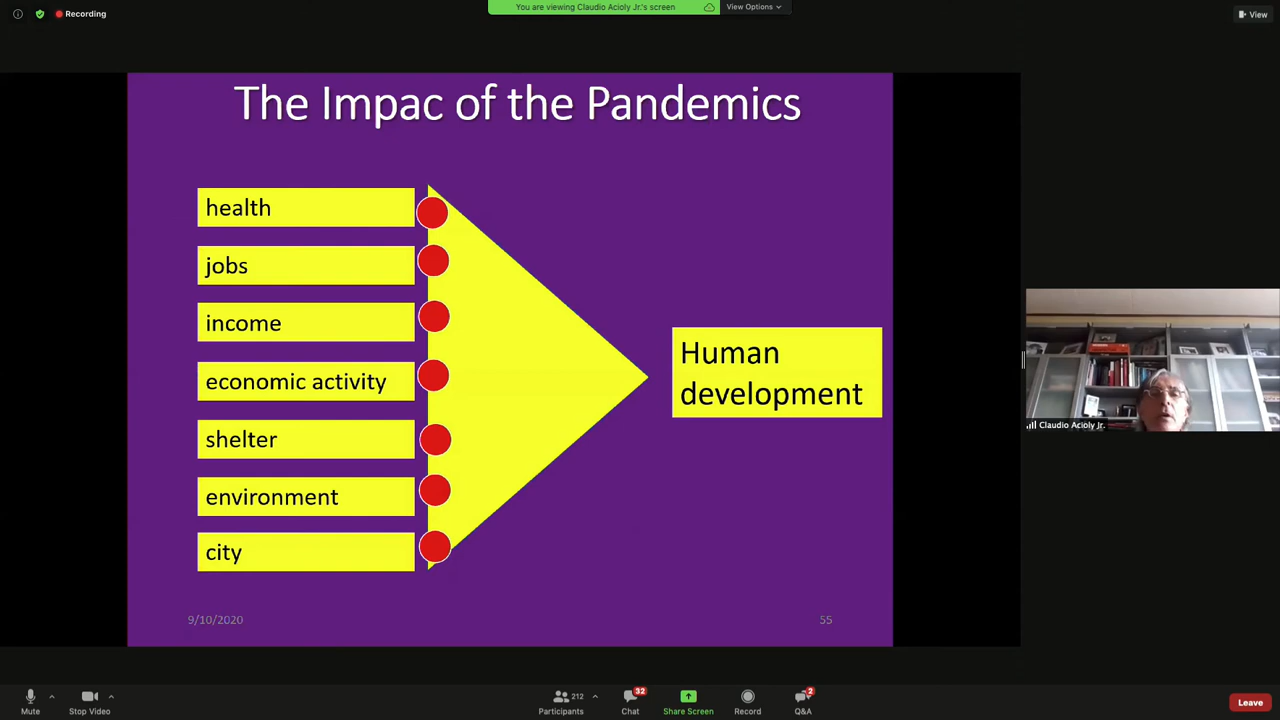 Recording
You are viewing Claudio Acioly Jr.'s screen
View Options
View
The Impac of the Pandemics
health
jobs
income
economic activity
shelter
environment
city
Human
development
9/10/2020
55
Claudio Acioly Jr.
Mute
Stop Video
212
Participants
32
Chat
Share Screen
Record
2
Q&A
Leave